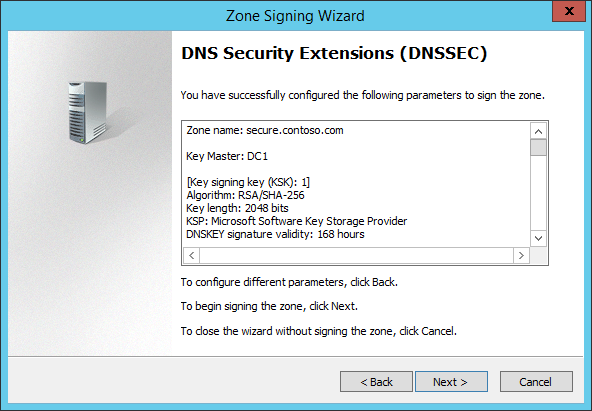 Zone Signing Wizard
x
DNS Security Extensions (DNSSEC)
You have successfully configured the following parameters to sign the zone.
Zone name: secure.contoso.com
Key Master: DC1
[Key signing key (KSK): 1]
Algorithm: RSA/SHA-256
Key length: 2048 bits
KSP: Microsoft Software Key Storage Provider
DNSKEY signature validity: 168 hours
To configure different parameters, click Back.
To begin signing the zone, click Next.
To close the wizard without signing the zone, click Cancel.
< Back Next > Cancel